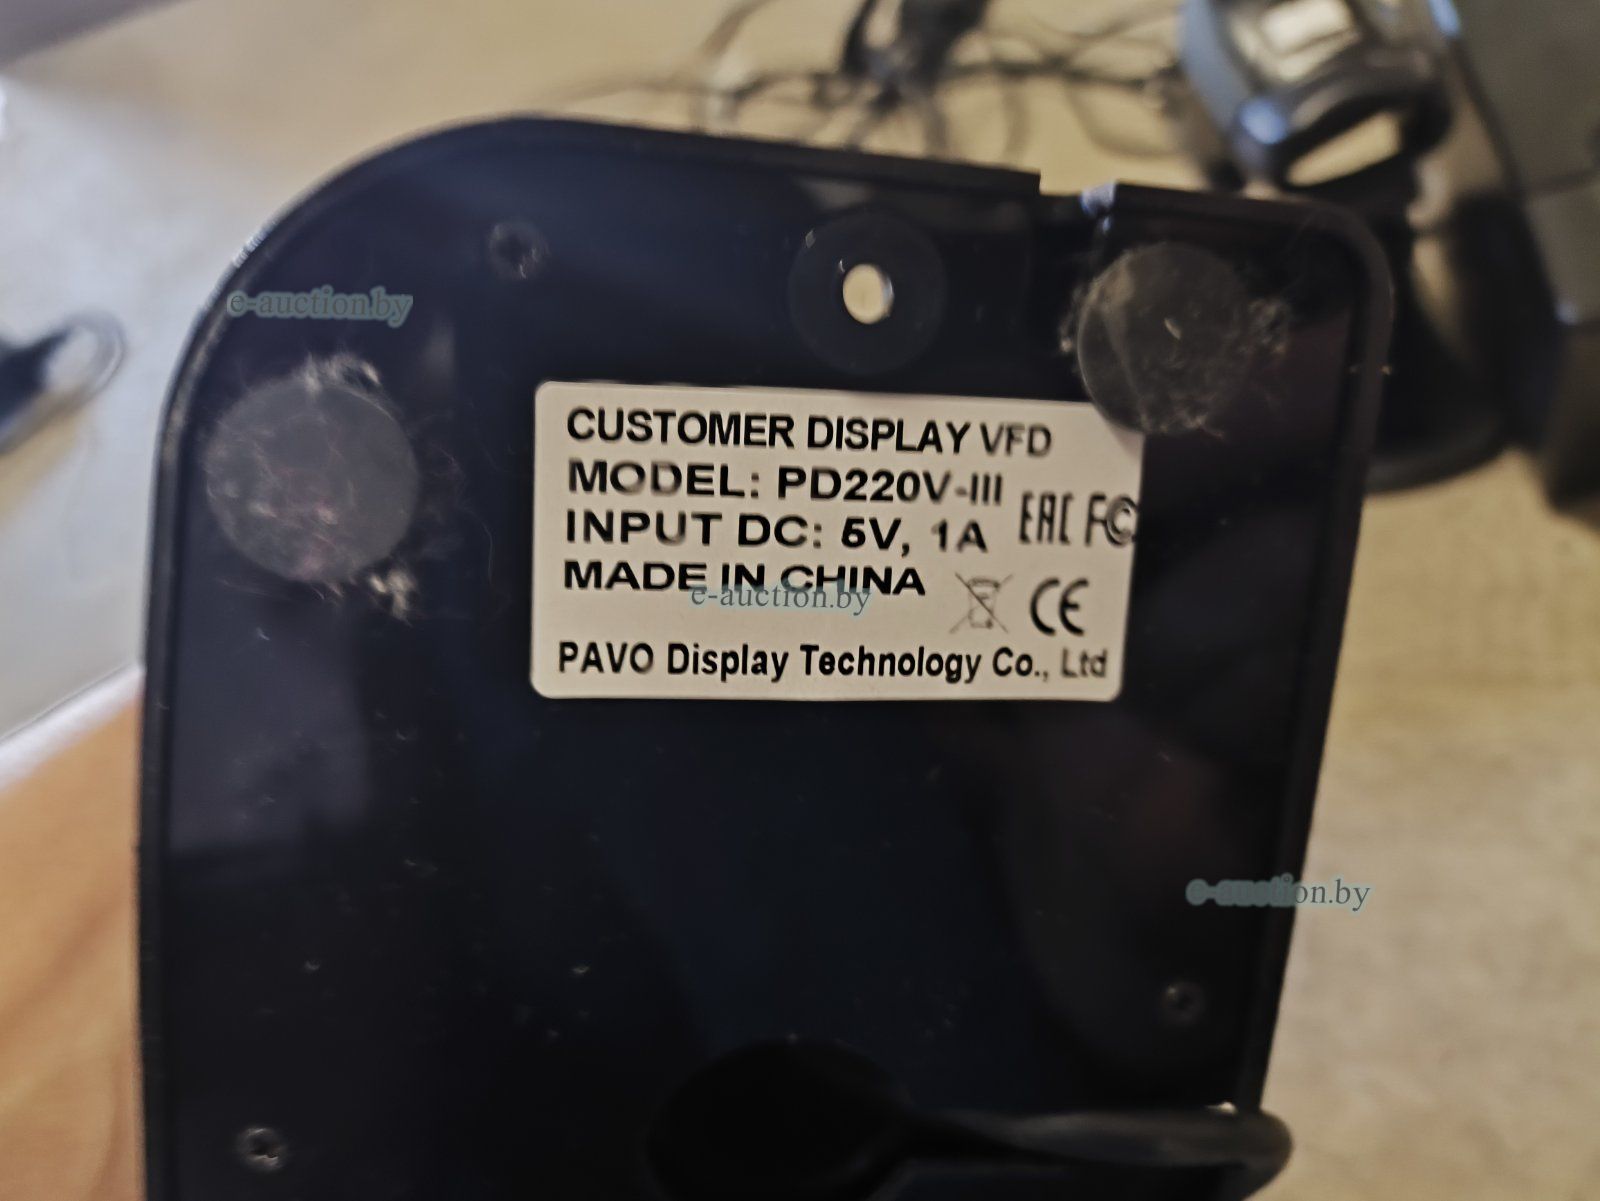 e-auction.by
CUSTOMER DISPLAY VFD
MODEL: PD220V-III
INPUT DC: 5V, 1A
EAC FC
MADE IN CHINA
e-auction.by
CE
PAVO Display Technology Co., Ltd
e-auction.by